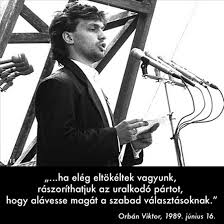 „...ha elég eltökéltek vagyunk,
rászoríthatjuk az uralkodó pártot,
hogy alávesse magát a szabad választásoknak.”
Orbán Viktor, 1989. június 16.